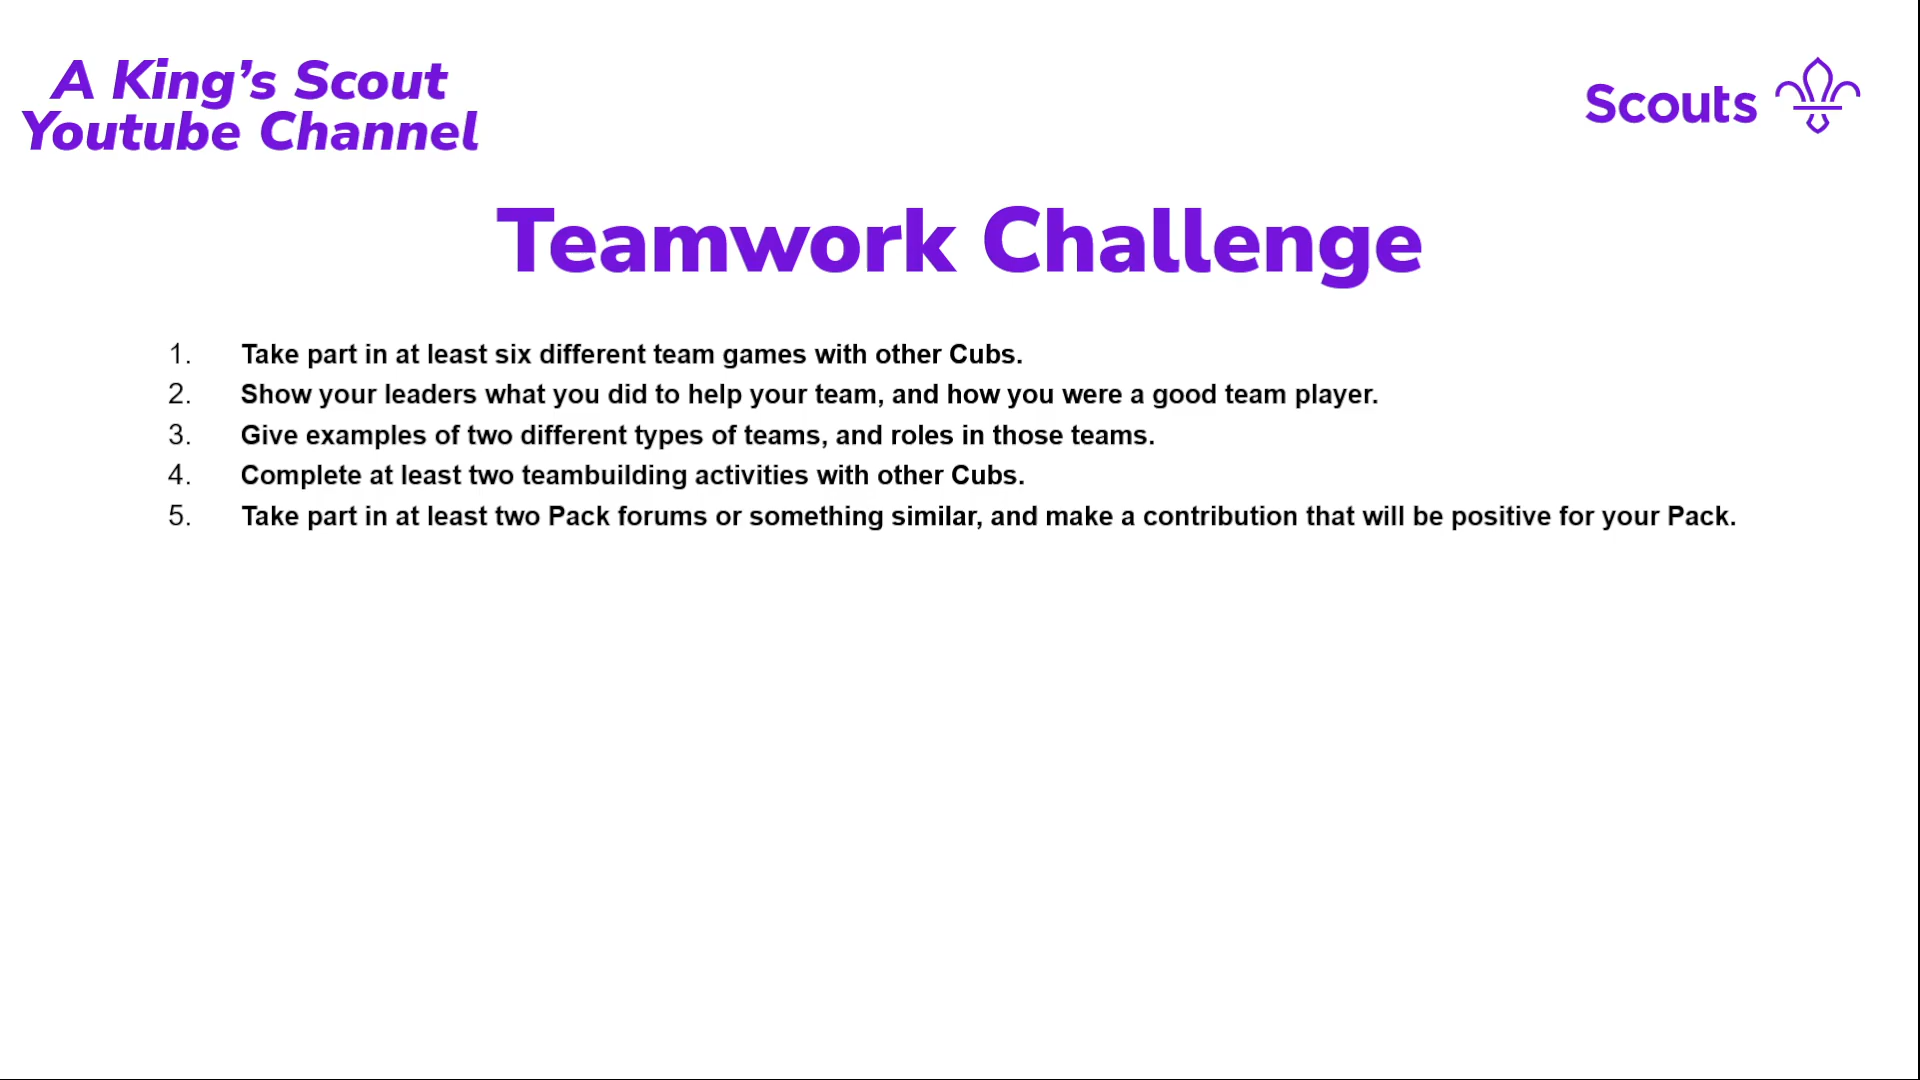 A King’s Scout
Youtube Channel
Scouts
Teamwork Challenge
1. Take part in at least six different team games with other Cubs.
2. Show your leaders what you did to help your team, and how you were a good team player.
3. Give examples of two different types of teams, and roles in those teams.
4. Complete at least two teambuilding activities with other Cubs.
5. Take part in at least two Pack forums or something similar, and make a contribution that will be positive for your Pack.